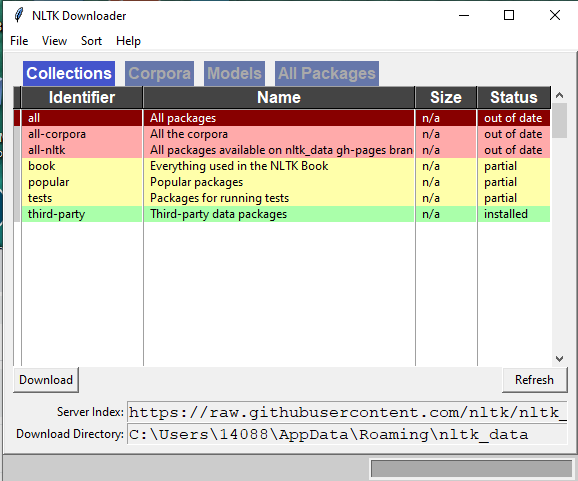 NLTK Downloader
File View Sort Help
Collections Corpora Models All Packages
Identifier Name Size Status
all All packages n/a out of date
all-corpora All the corpora n/a out of date
all-nltk All packages available on nltk_data gh-pages bran n/a out of date
book Everything used in the NLTK Book n/a partial
popular Popular packages n/a partial
tests Packages for running tests n/a partial
third-party Third-party data packages n/a installed
Download Refresh
Server Index: https://raw.githubusercontent.com/nltk/nltk_
Download Directory: C:\Users\14088\AppData\Roaming\nltk_data